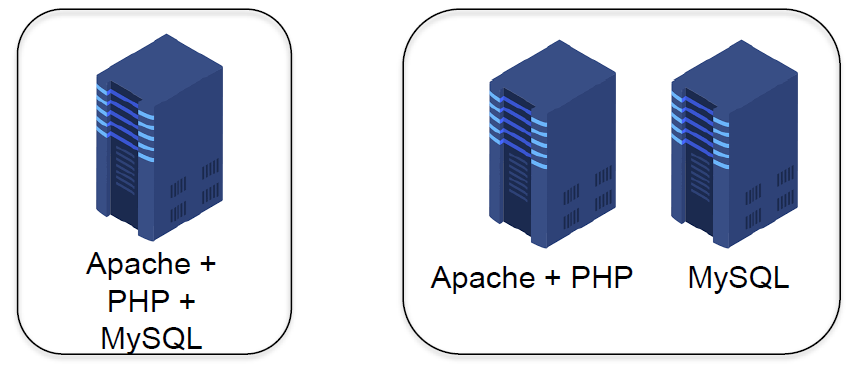 Apache +
PHP +
MySQL
Apache + PHP
MySQL